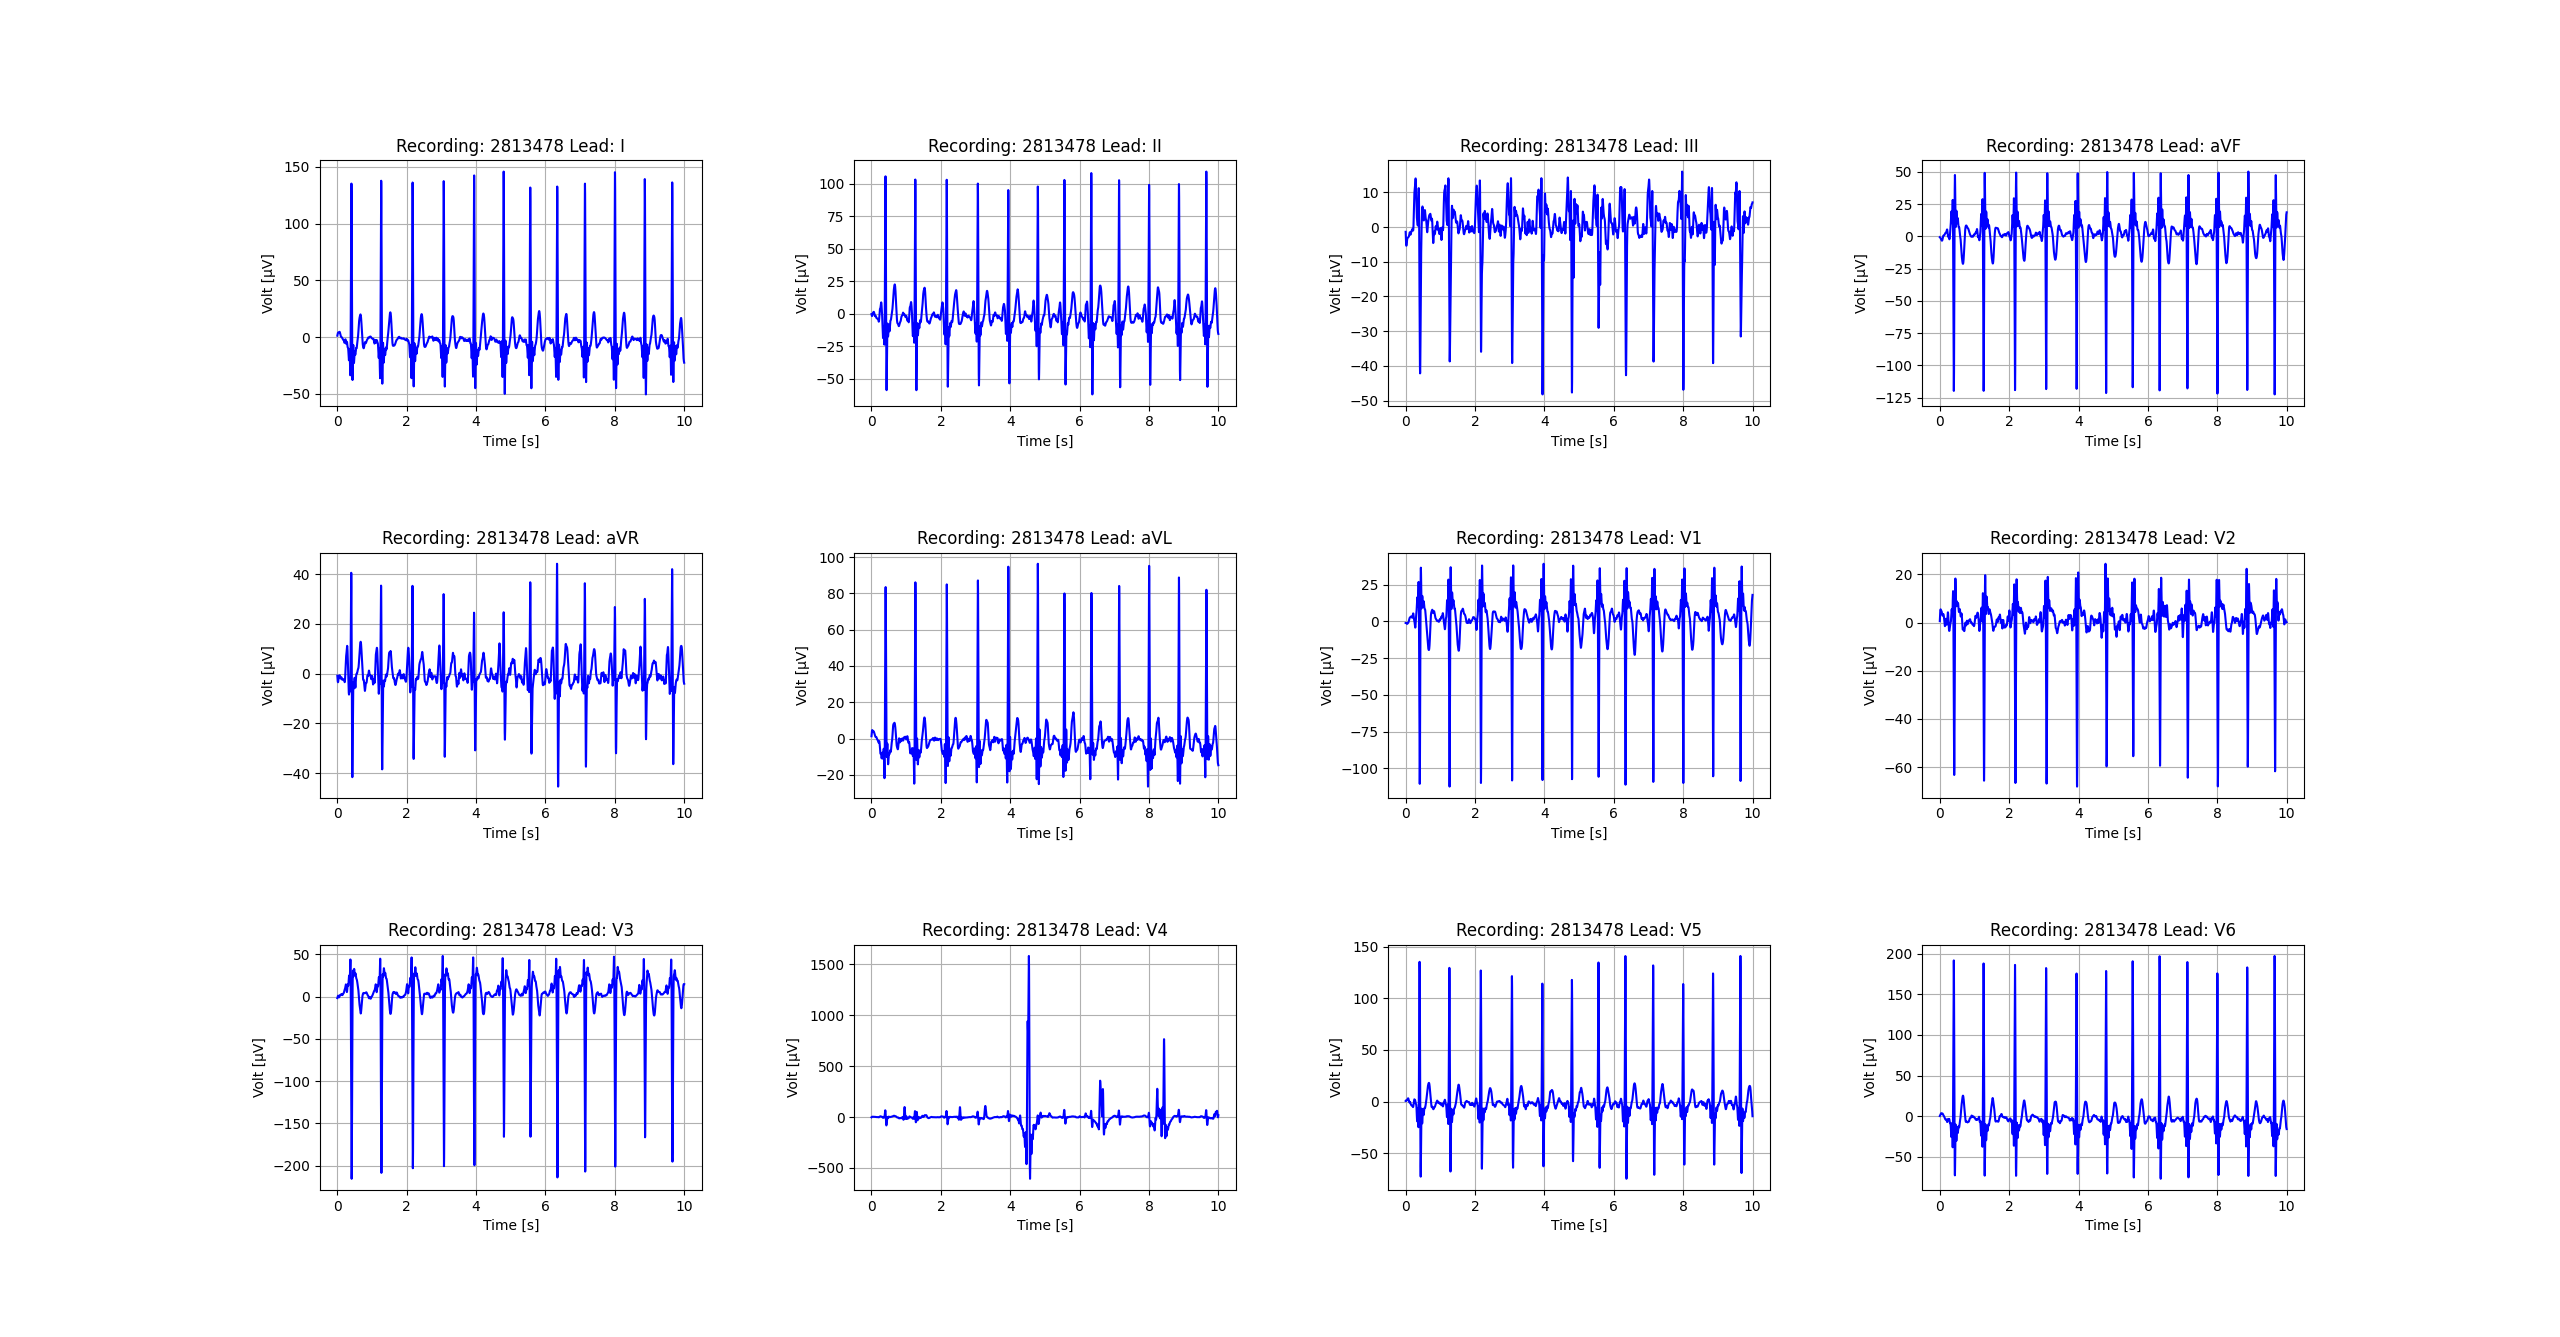 Recording: 2813478 Lead: I
150
100
50
0
−50
Volt [µV]
0 2 4 6 8 10
Time [s]
Recording: 2813478 Lead: II
100
75
50
25
0
−25
−50
Volt [µV]
0 2 4 6 8 10
Time [s]
Recording: 2813478 Lead: III
10
0
−10
−20
−30
−40
−50
Volt [µV]
0 2 4 6 8 10
Time [s]
Recording: 2813478 Lead: aVF
50
25
0
−25
−50
−75
−100
−125
Volt [µV]
0 2 4 6 8 10
Time [s]
Recording: 2813478 Lead: aVR
40
20
0
−20
−40
Volt [µV]
0 2 4 6 8 10
Time [s]
Recording: 2813478 Lead: aVL
100
80
60
40
20
0
−20
Volt [µV]
0 2 4 6 8 10
Time [s]
Recording: 2813478 Lead: V1
25
0
−25
−50
−75
−100
Volt [µV]
0 2 4 6 8 10
Time [s]
Recording: 2813478 Lead: V2
20
0
−20
−40
−60
Volt [µV]
0 2 4 6 8 10
Time [s]
Recording: 2813478 Lead: V3
50
0
−50
−100
−150
−200
Volt [µV]
0 2 4 6 8 10
Time [s]
Recording: 2813478 Lead: V4
1500
1000
500
0
−500
Volt [µV]
0 2 4 6 8 10
Time [s]
Recording: 2813478 Lead: V5
150
100
50
0
−50
Volt [µV]
0 2 4 6 8 10
Time [s]
Recording: 2813478 Lead: V6
200
150
100
50
0
−50
Volt [µV]
0 2 4 6 8 10
Time [s]